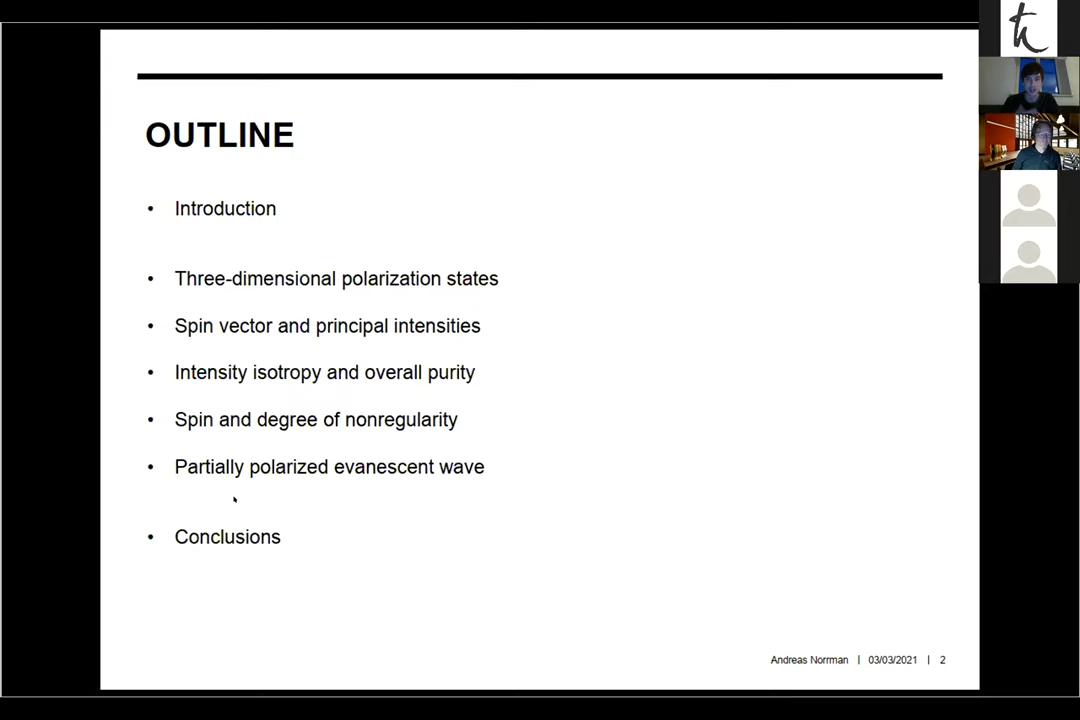 OUTLINE
• Introduction
• Three-dimensional polarization states
• Spin vector and principal intensities
• Intensity isotropy and overall purity
• Spin and degree of nonregularity
• Partially polarized evanescent wave
• Conclusions
Andreas Norrman | 03/03/2021 | 2